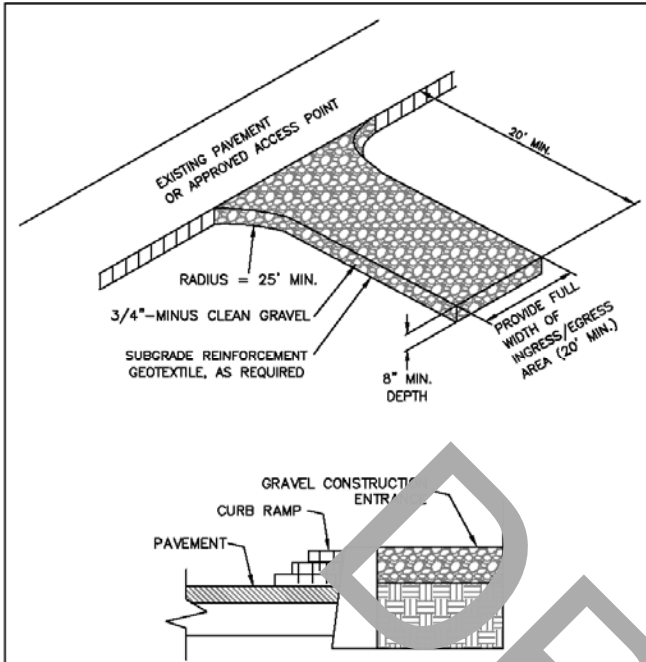 EXISTING PAVEMENT
OR APPROVED ACCESS POINT
20' MIN.
RADIUS = 25' MIN.
3/4"-MINUS CLEAN GRAVEL
SUBGRADE REINFORCEMENT
GEOTEXTILE, AS REQUIRED
8" MIN.
DEPTH
PROVIDE FULL
WIDTH OF
INGRESS/EGRESS
AREA (20' MIN.)
GRAVEL CONSTRUCTION
ENTRANCE
CURB RAMP
PAVEMENT